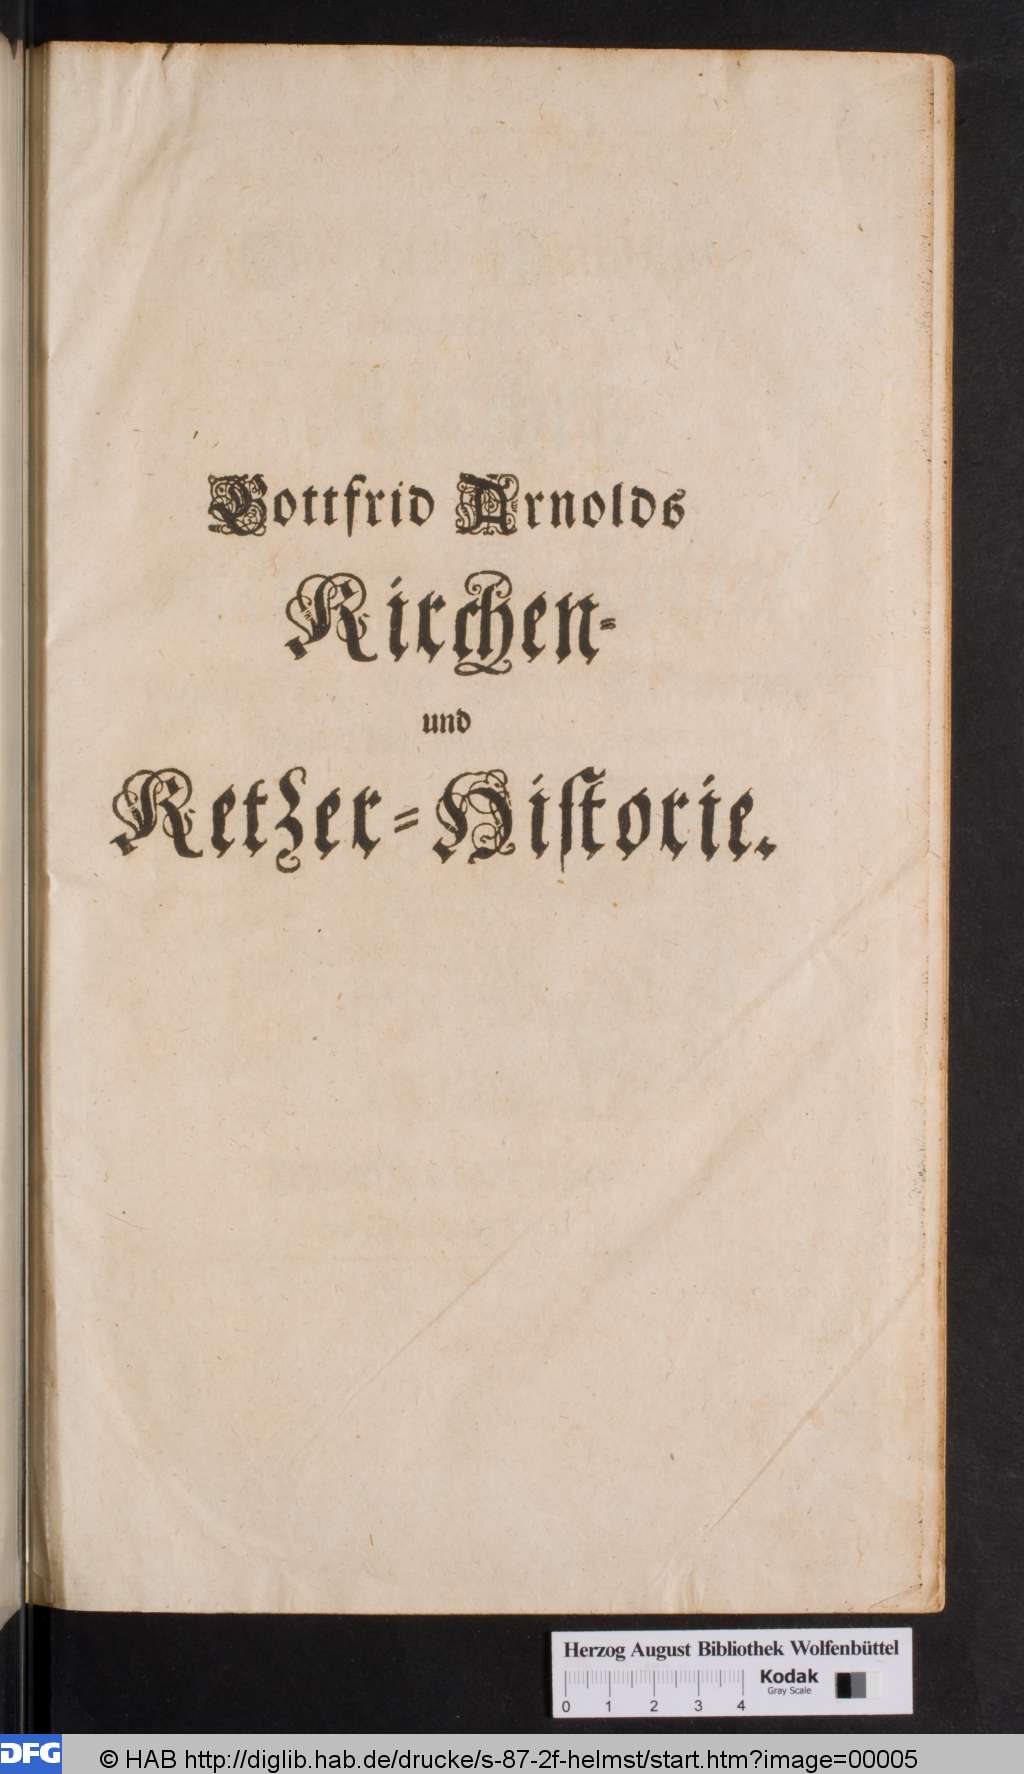 Gottfrid Arnolds
Kirchen-
und
Ketzer-Historie.
Herzog August Bibliothek Wolfenbüttel
0 1 2 3 4
Kodak
Gray Scale
DFG
© HAB http://diglib.hab.de/drucke/s-87-2f-helmst/start.htm?image=00005